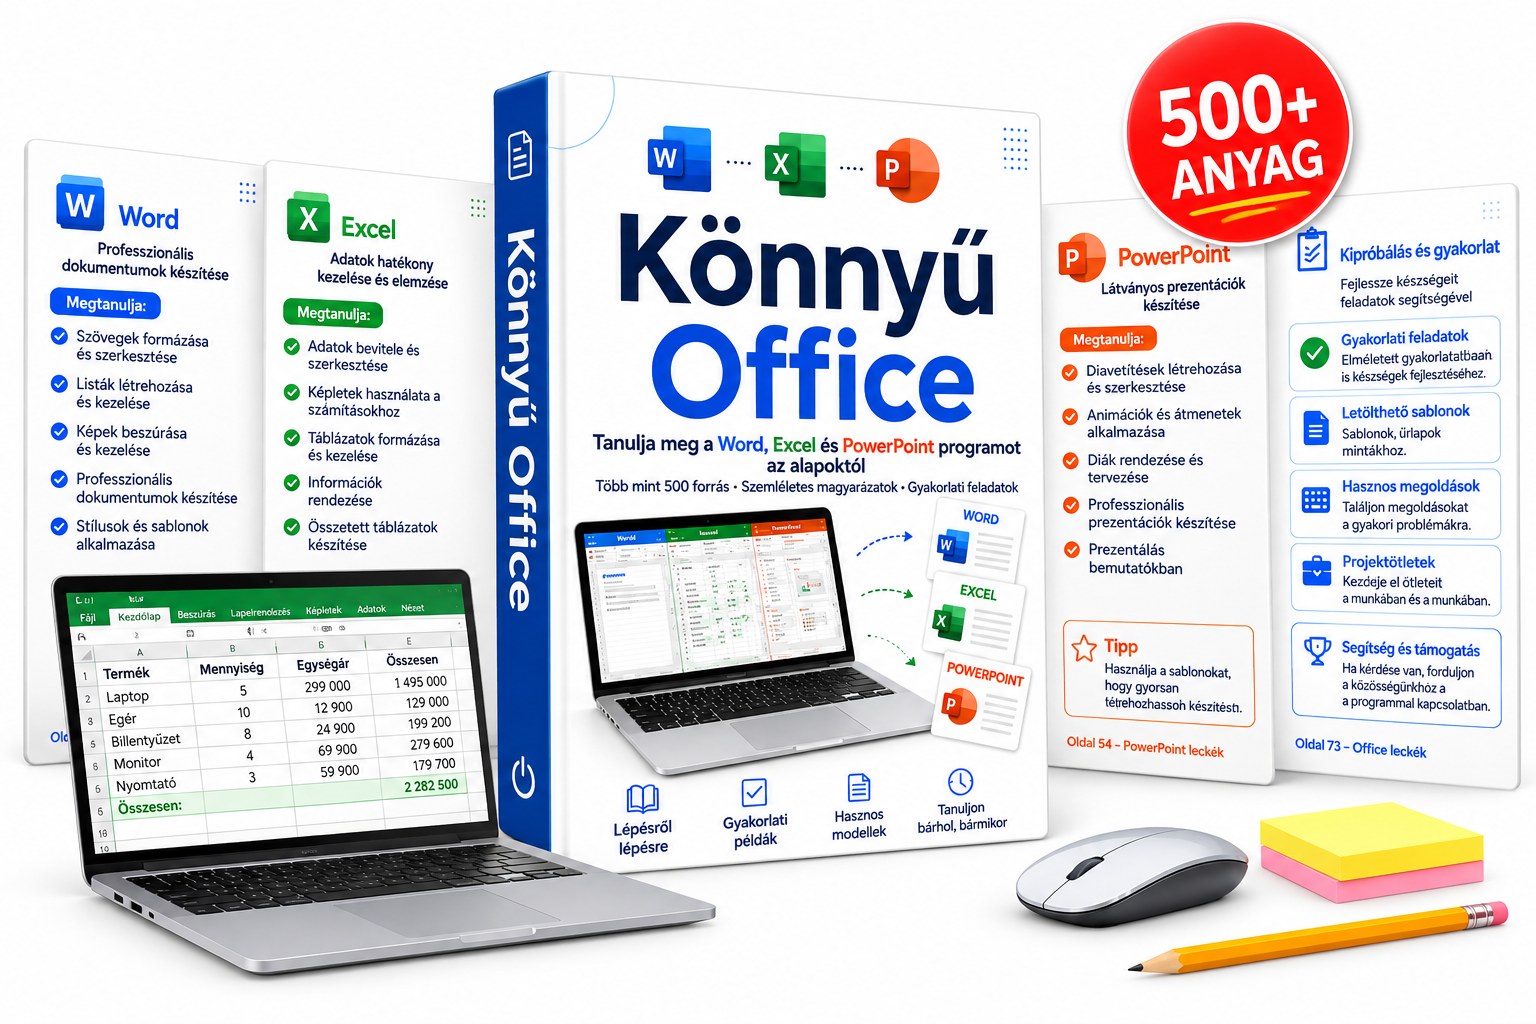 W
Word
Professzionális
dokumentumok készítése
Megtanulja:
Szövegek formázása
és szerkesztése
Listák létrehozása
és kezelése
Képek beszúrása
és kezelése
Professzionális
dokumentumok készítése
Stílusok és sablonok
alkalmazása
X
Excel
Adatok hatékony
kezelése és elemzése
Megtanulja:
Adatok bevitele és
szerkesztése
Képletek használata a
számításokhoz
Táblázatok formázása
és kezelése
Információk
rendezése
Összetett táblázatok
készítése
Könnyű Office
W
X
P
Könnyű
Office
Tanulja meg a Word, Excel és PowerPoint programot
az alapoktól
Több mint 500 forrás • Szemléletes magyarázatok • Gyakorlati feladatok
WORD
W
EXCEL
X
POWERPOINT
P
Lépésről
lépésre
Gyakorlati
példák
Hasznos
modellek
Tanuljon
bárhol, bármikor
500+
ANYAG
P
PowerPoint
Látványos prezentációk
készítése
Megtanulja:
Diavetítések létrehozása
és szerkesztése
Animációk és átmenetek
alkalmazása
Diák rendezése és
tervezése
Professzionális
prezentációk készítése
Prezentálás
bemutatókban
Tipp
Használja a sablonokat,
hogy gyorsan
Oldal 54 – PowerPoint leckék
Kipróbálás és gyakorlat
Fejlessze készségeit
feladatok segítségével
Gyakorlati feladatok
Elméletett
is készségek fejlesztéséhez.
Letölthető sablonok
Sablonok, űrlapok
mintákhoz.
Hasznos megoldások
Találjon megoldásokat
a gyakori problémákra.
Projektötletek
Kezdeje el ötleteit
a munkában és a munkában.
Segítség és támogatás
Ha kérdése van, forduljon
a közösségünkhöz a
a programmal kapcsolatban.
Oldal 73 – Office leckék
Fájl Kezdőlap Beszúrás Képletek Adatok Nézet
A B E
1 Termék Mennyiség Egységár Összesen
2 Laptop 5 299 000 1 495 000
3 Egér 10 12 900 129 000
5 Billentyűzet 8 24 900 199 200
6 Monitor 4 69 900 279 600
5 Nyomtató 3 59 900 179 700
6 Összesen: 2 282 500